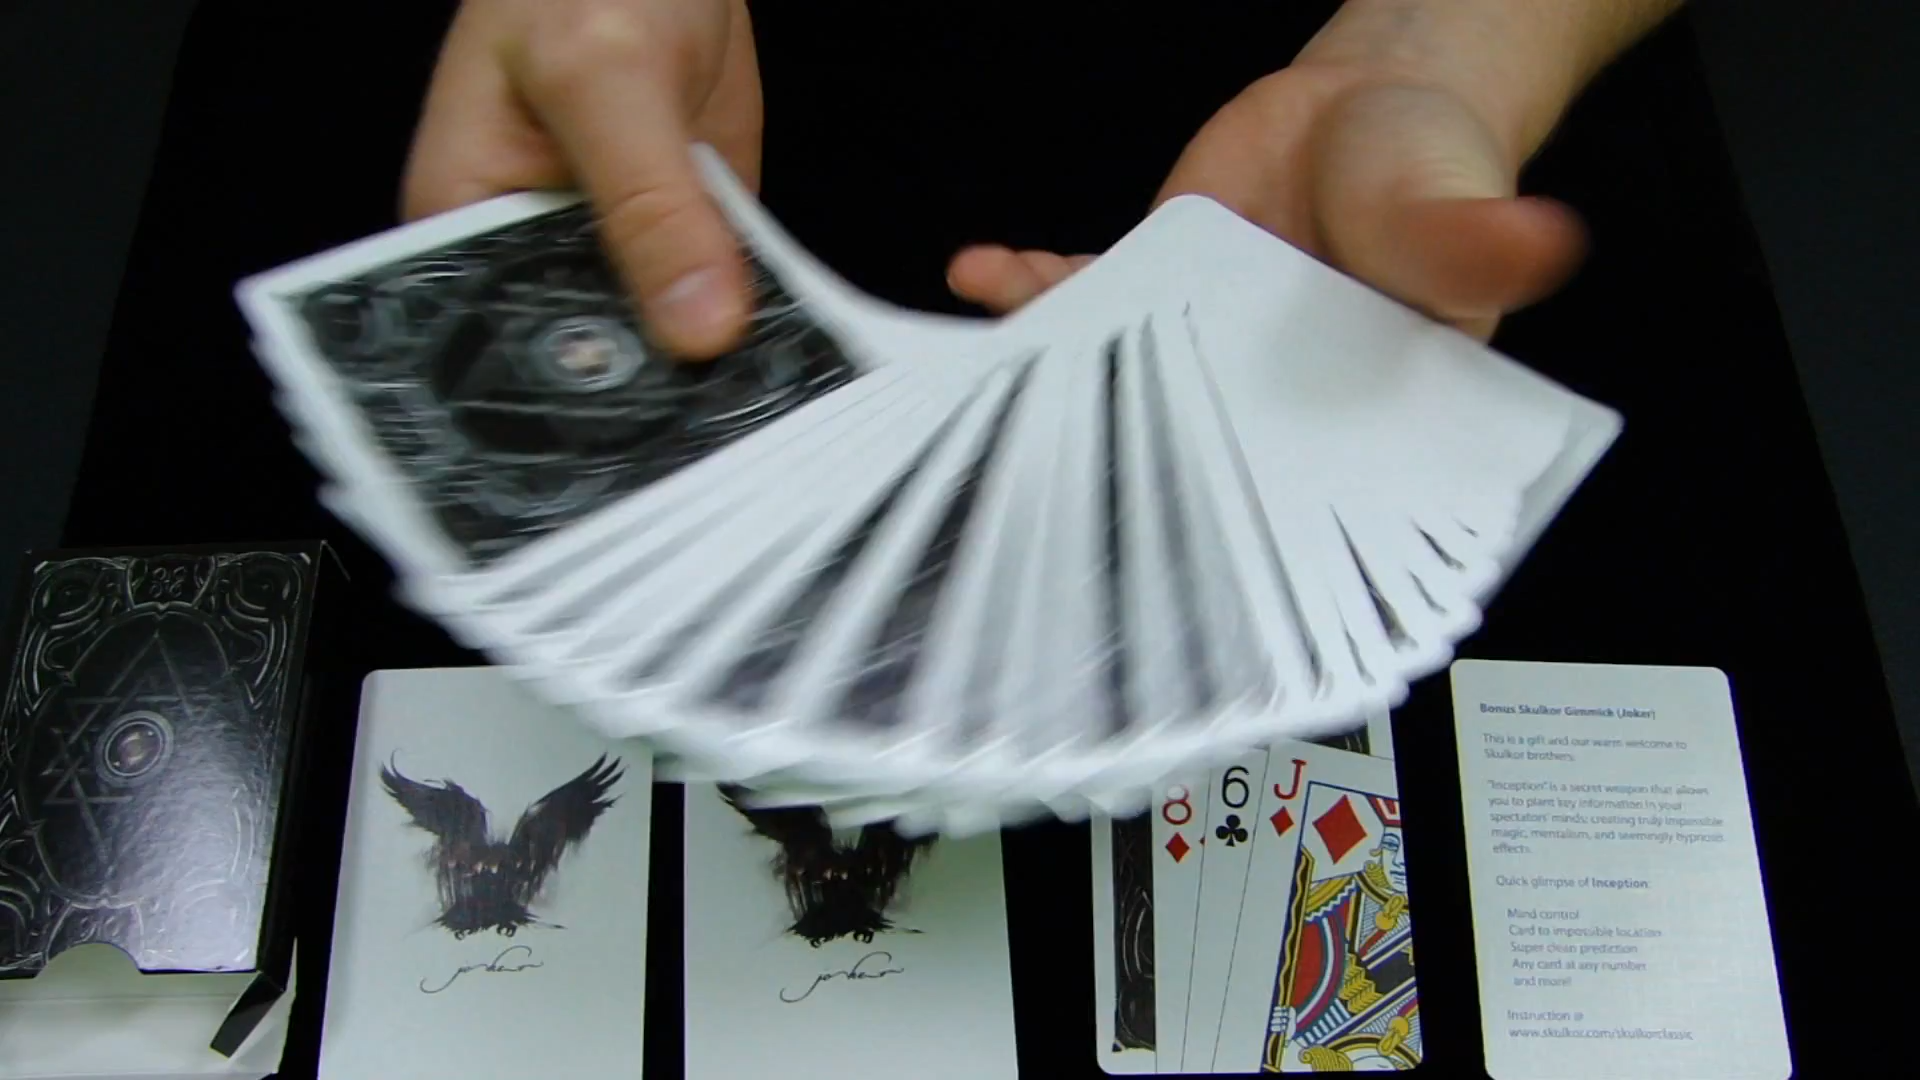 joker
joker
8
6
J
Bonus Skulkor Gimmick (Joker)
This is a gift and our warm welcome to
Skulkor brothers.
"Inception" is a secret weapon that allows
you to plant key information in your
spectators' minds; creating truly impossible
magic, mentalism, and seemingly hypnosis
effects.
Quick glimpse of Inception:
Mind control
Card to impossible location
Super clean prediction
Any card at any number
and more!
Instruction @
www.skulkor.com/skulkorclassic